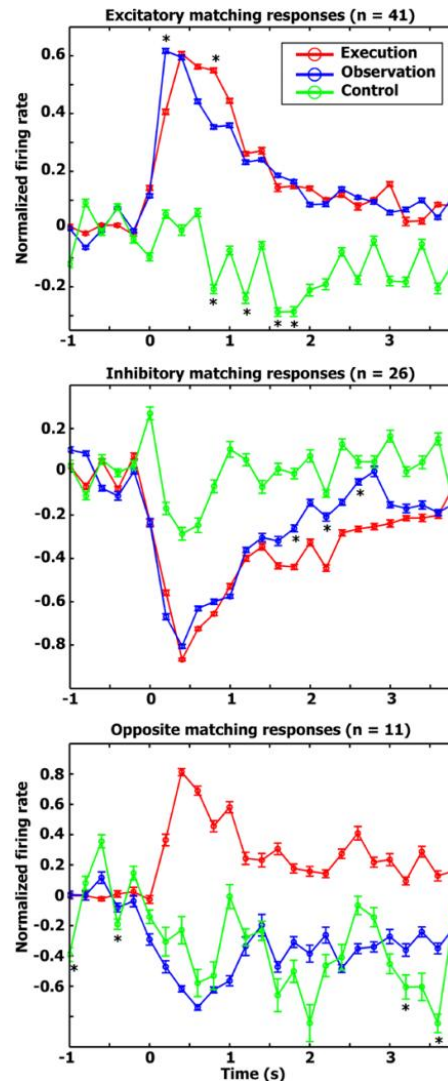 Excitatory matching responses (n = 41)
Normalized firing rate
0.6
0.4
0.2
0
-0.2
* *
Execution
Observation
Control
* * * *
-1 0 1 2 3
Inhibitory matching responses (n = 26)
0.2
0
-0.2
-0.4
-0.6
-0.8
* * *
-1 0 1 2 3
Opposite matching responses (n = 11)
Normalized firing rate
0.8
0.6
0.4
0.2
0
-0.2
-0.4
-0.6
* * * *
-1 0 1 2 3
Time (s)